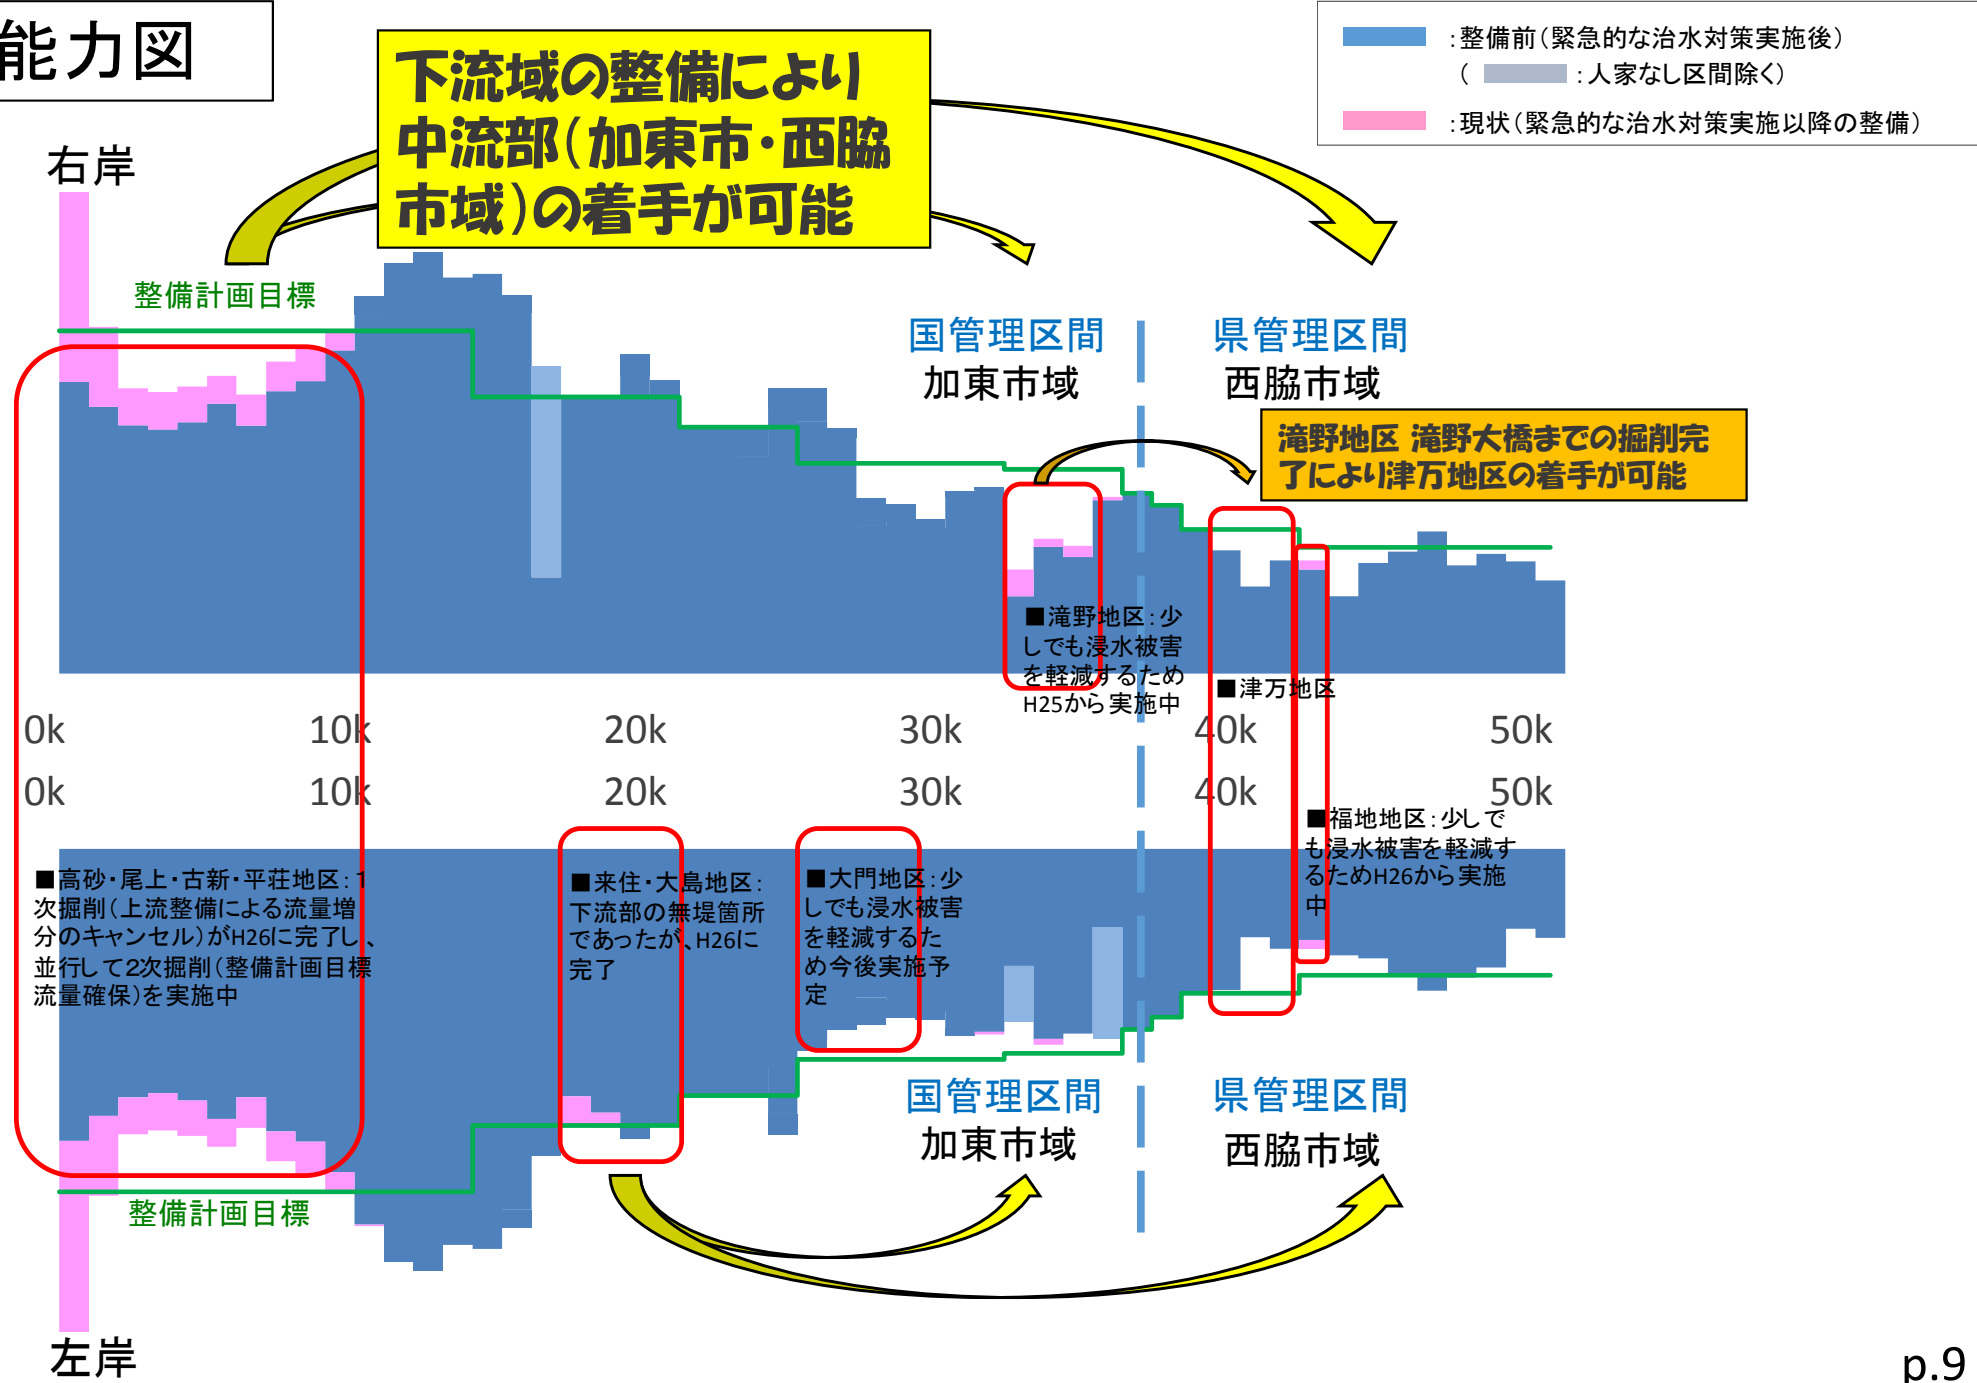 能力図
下流域の整備により
中流部(加東市・西脇
市域)の着手が可能
:整備前(緊急的な治水対策実施後)
( :人家なし区間除く)
:現状(緊急的な治水対策実施以降の整備)
右岸
整備計画目標
国管理区間
加東市域
県管理区間
西脇市域
滝野地区 滝野大橋までの掘削完
了により津万地区の着手が可能
■滝野地区:少
しでも浸水被害
を軽減するため
H25から実施中
■津万地区
0k 10k 20k 30k 40k 50k
0k 10k 20k 30k 40k 50k
■高砂・尾上・古新・平荘地区:1
次掘削(上流整備による流量増
分のキャンセル)がH26に完了し、
並行して2次掘削(整備計画目標
流量確保)を実施中
■来住・大島地区:
下流部の無堤箇所
であったが、H26に
完了
■大門地区:少
しでも浸水被害
を軽減するた
め今後実施予
定
■福地地区:少しで
も浸水被害を軽減す
るためH26から実施
中
国管理区間
加東市域
県管理区間
西脇市域
整備計画目標
左岸
p.9